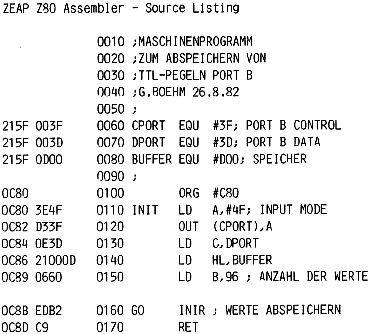 ZEAP Z80 Assembler - Source Listing
0010 ;MASCHINENPROGRAMM
0020 ;ZUM ABSPEICHERN VON
0030 ;TTL-PEGELN PORT B
0040 ;G.BOEHM 26.8.82
0050 ;
215F 003F 0060 CPORT EQU #3F; PORT B CONTROL
215F 003D 0070 DPORT EQU #3D; PORT B DATA
215F 0D00 0080 BUFFER EQU #D00; SPEICHER
0090 ;
0C80 0100 ORG #C80
0C80 3E4F 0110 INIT LD A,#4F; INPUT MODE
0C82 D33F 0120 OUT (CPORT),A
0C84 0E3D 0130 LD C,DPORT
0C86 21000D 0140 LD HL,BUFFER
0C89 0660 0150 LD B,96 ; ANZAHL DER WERTE
0C8B EDB2 0160 GO INIR ; WERTE ABSPEICHERN
0C8D C9 0170 RET